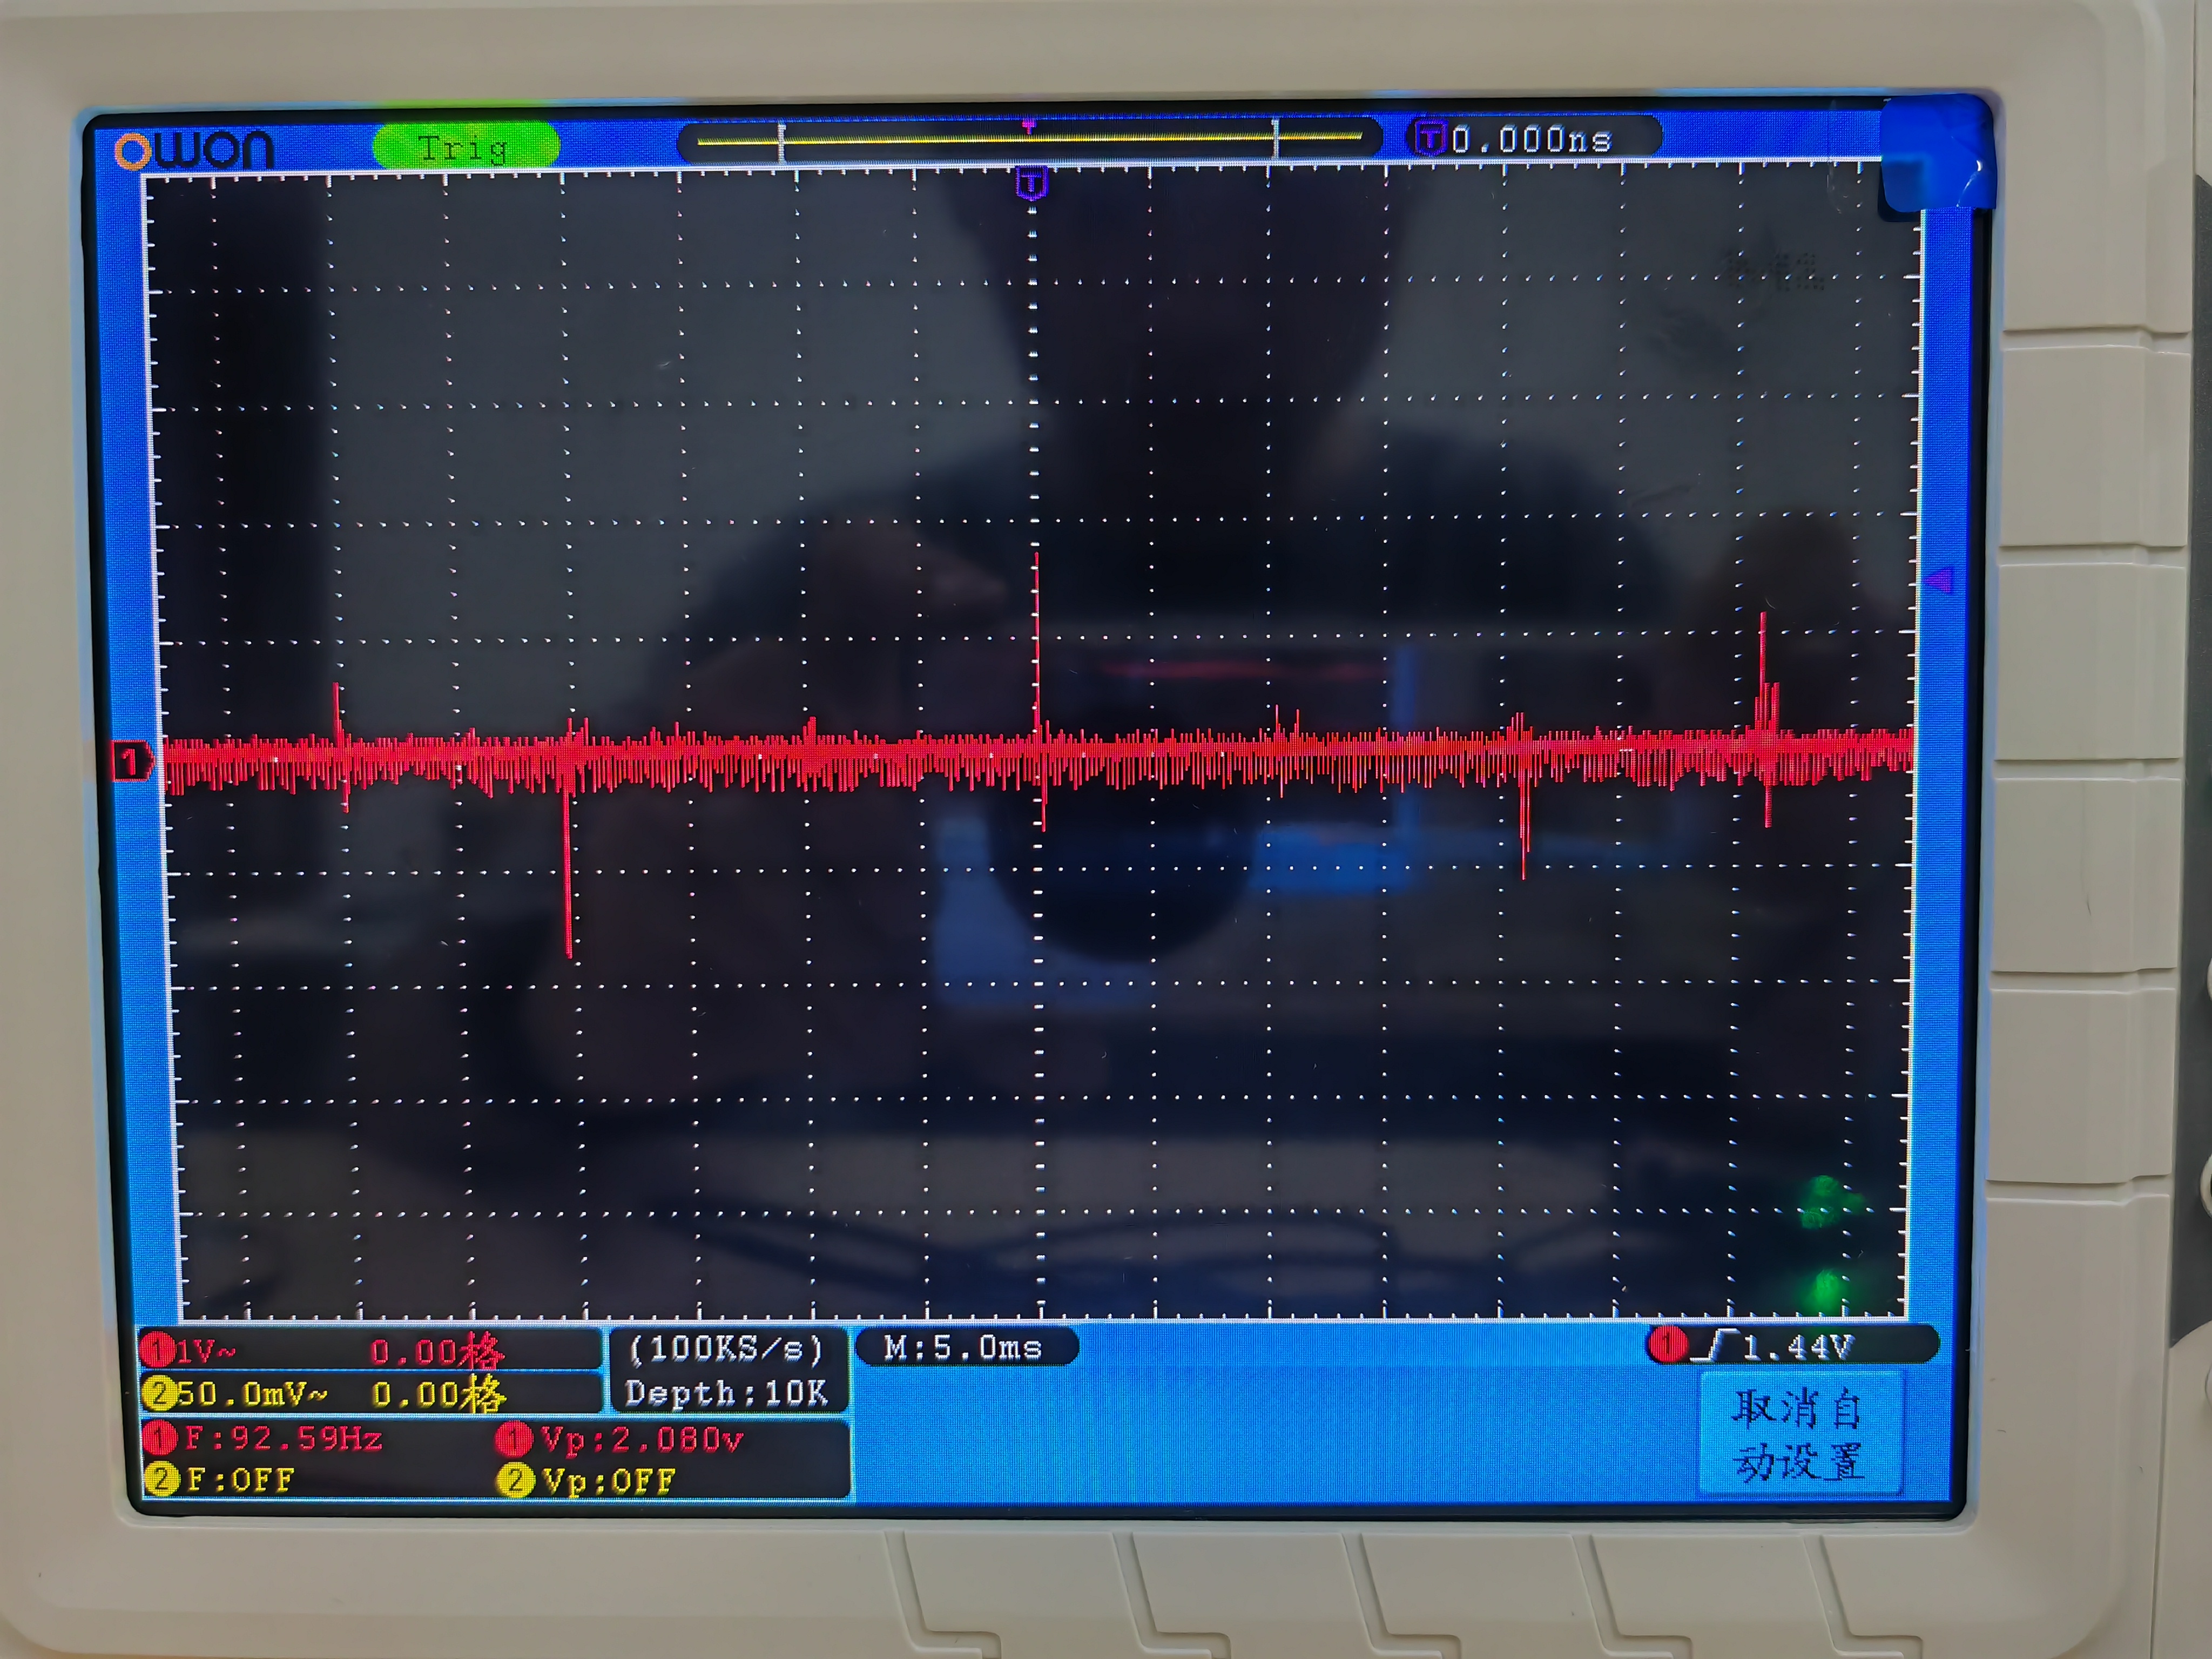 owon Trig T 0.000ns
T
1
1 1V~ 0.00格 (100KS/s) M:5.0ms 1 1.44V
2 50.0mV~ 0.00格 Depth:10K
取消自
动设置
1 F:92.59Hz 1 Vp:2.080v
2 F:OFF 2 Vp:OFF